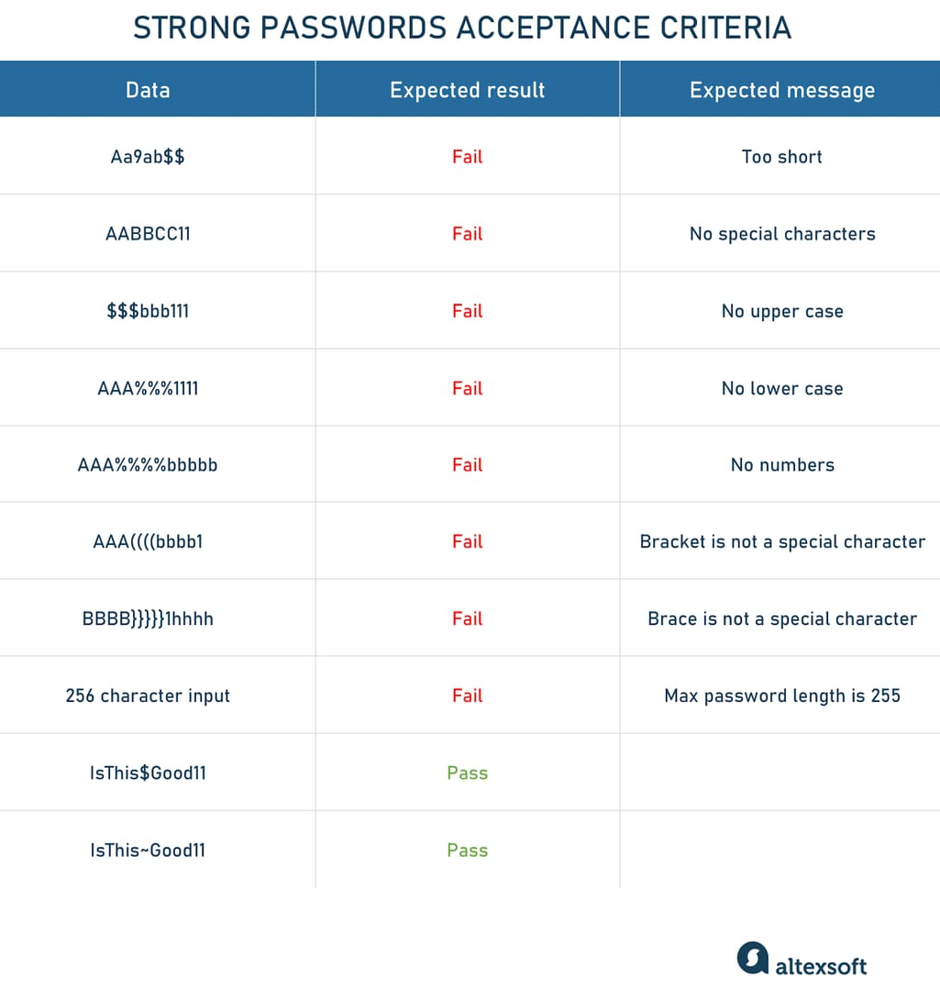 STRONG PASSWORDS ACCEPTANCE CRITERIA
Data Expected result Expected message
Aa9ab$$ Fail Too short
AABBCC11 Fail No special characters
$$$bbb111 Fail No upper case
AAA%%%1111 Fail No lower case
AAA%%%%bbbbb Fail No numbers
AAA((((bbbb1 Fail Bracket is not a special character
BBBB}}}}}1hhhh Fail Brace is not a special character
256 character input Fail Max password length is 255
IsThis$Good11 Pass
IsThis~Good11 Pass
altexsoft